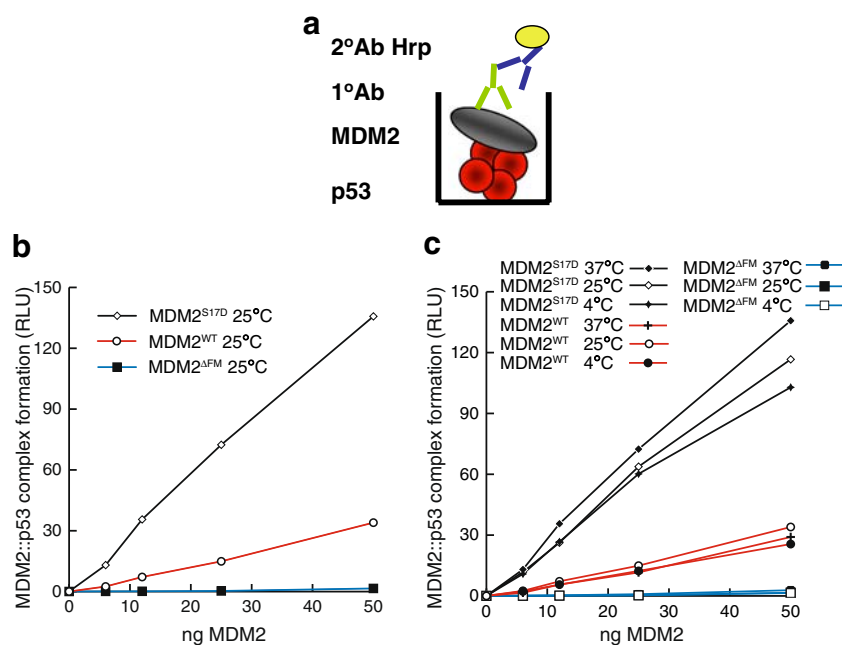 a
2°Ab Hrp
1°Ab
MDM2
p53
b
MDM2::p53 complex formation (RLU)
150
120
90
60
30
0
MDM2S17D 25°C
MDM2WT 25°C
MDM2ΔFM 25°C
0 10 20 30 40 50
ng MDM2
c
MDM2::p53 complex formation (RLU)
150
120
90
60
30
0
MDM2S17D 37°C
MDM2S17D 25°C
MDM2S17D 4°C
MDM2WT 37°C
MDM2WT 25°C
MDM2WT 4°C
MDM2ΔFM 37°C
MDM2ΔFM 25°C
MDM2ΔFM 4°C
0 10 20 30 40 50
ng MDM2